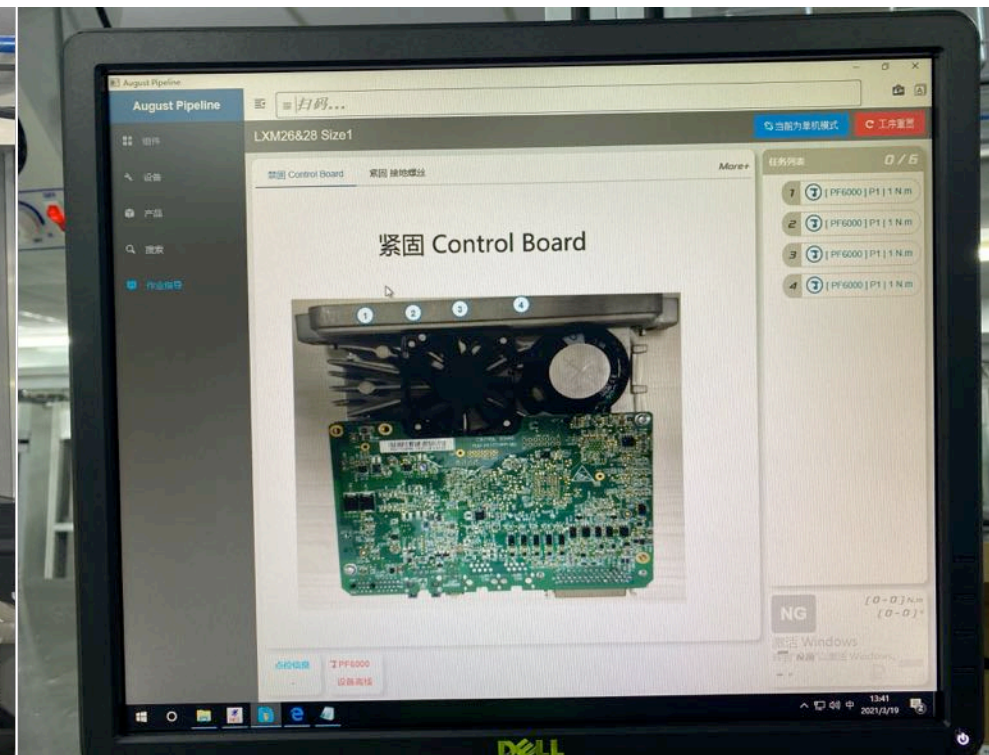 August Pipeline
August Pipeline
扫码...
组件
设备
产品
搜索
作业指导
LXM26&28 Size1
当前为单机模式
工序重置
紧固 Control Board
紧固 接地螺丝
More+
紧固 Control Board
1
2
3
4
任务列表
0/6
1 [ PF6000 ] P1 | 1 N.m
2 [ PF6000 ] P1 | 1 N.m
3 [ PF6000 ] P1 | 1 N.m
4 [ PF6000 ] P1 | 1 N.m
NG
[0-0] N.m
[0-0] °
激活 Windows
点检信息
-
PF6000
设备离线
中
13:41
2021/3/19
2
DELL